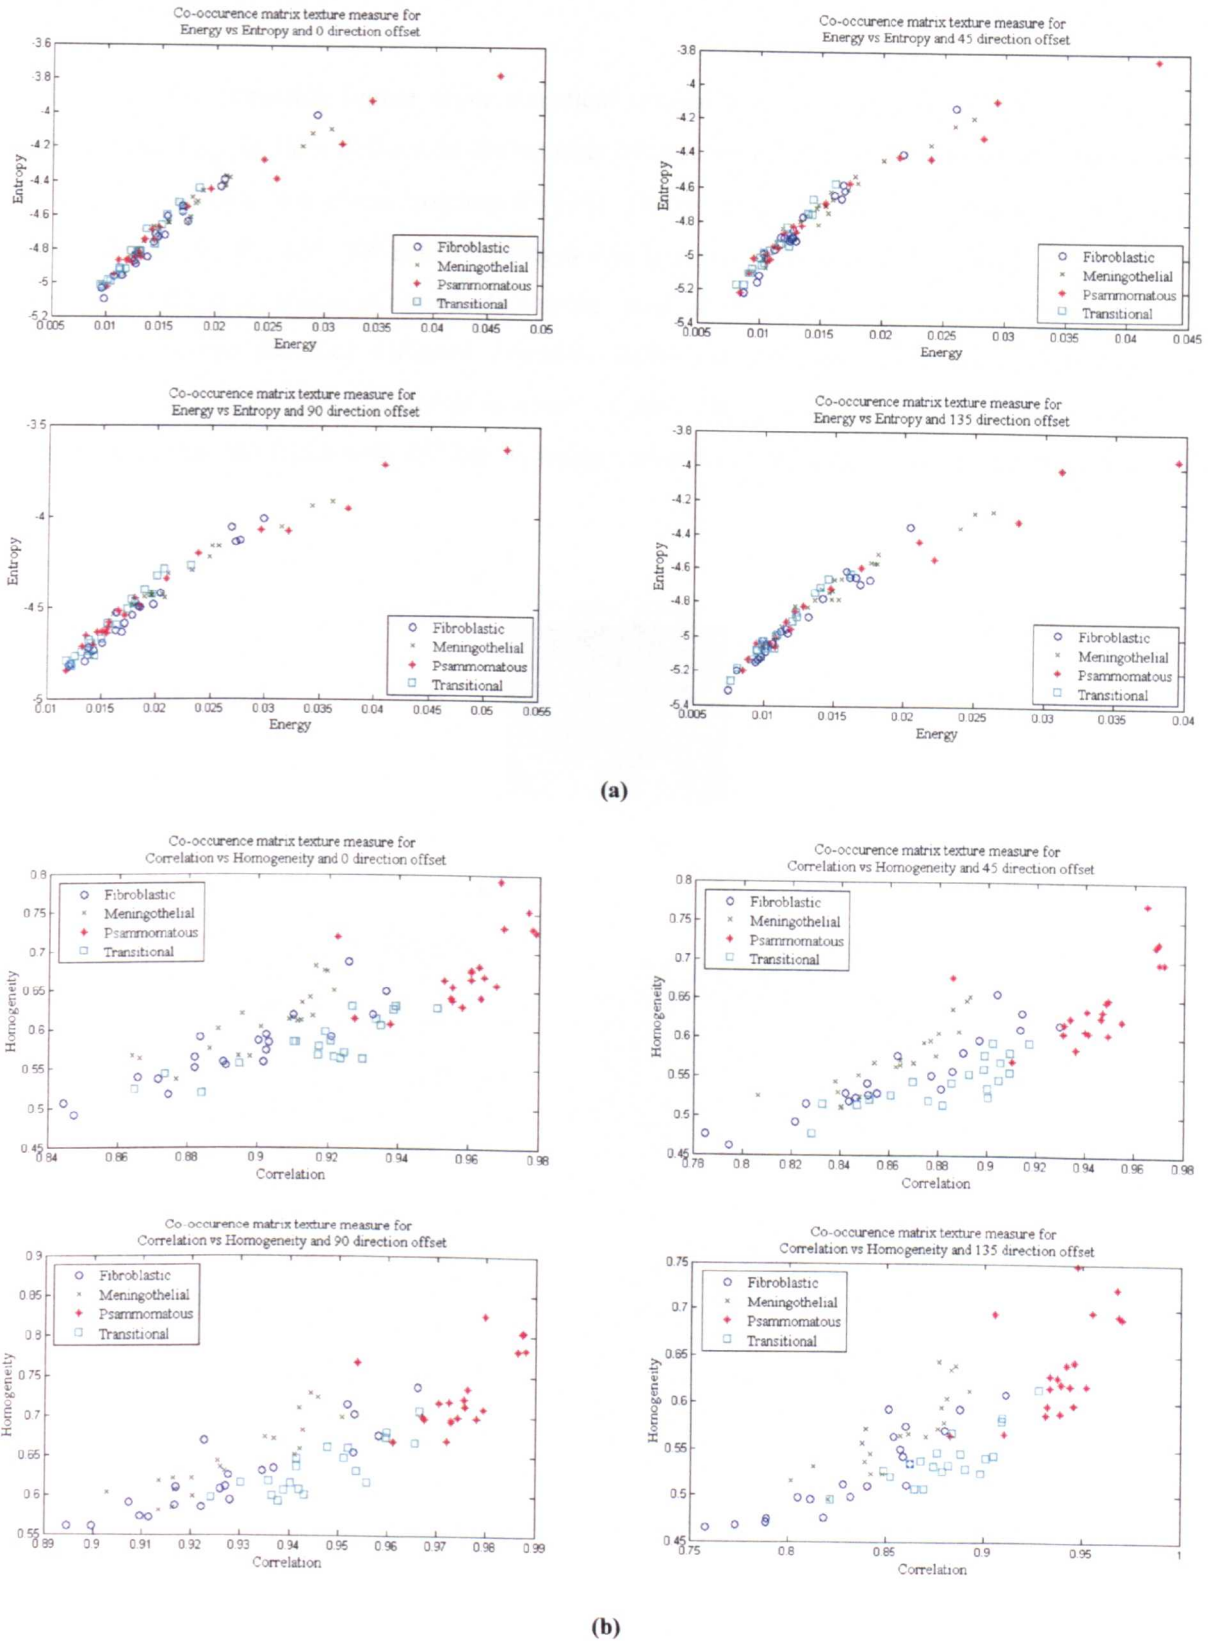 Co-occurence matrix texture measure for
Energy vs Entropy and 0 direction offset
-3.6
-3.8
-4
-4.2
-4.4
-4.6
-4.8
-5
-5.2
Entropy
Fibroblastic
Meningothelial
Psammomatous
Transitional
0.005 0.01 0.015 0.02 0.025 0.03 0.035 0.04 0.045 0.05
Energy
Co-occurence matrix texture measure for
Energy vs Entropy and 45 direction offset
-3.8
-4
-4.2
-4.4
-4.6
-4.8
-5
-5.2
-5.4
Entropy
Fibroblastic
Meningothelial
Psammomatous
Transitional
0.005 0.01 0.015 0.02 0.025 0.03 0.035 0.04 0.045
Energy
Co-occurence matrix texture measure for
Energy vs Entropy and 90 direction offset
-3.5
-4
-4.5
-5
Entropy
Fibroblastic
Meningothelial
Psammomatous
Transitional
0.01 0.015 0.02 0.025 0.03 0.035 0.04 0.045 0.05 0.055
Energy
Co-occurence matrix texture measure for
Energy vs Entropy and 135 direction offset
-3.8
-4
-4.2
-4.4
-4.6
-4.8
-5
-5.2
-5.4
Entropy
Fibroblastic
Meningothelial
Psammomatous
Transitional
0.005 0.01 0.015 0.02 0.025 0.03 0.035 0.04
Energy
(a)
Co-occurence matrix texture measure for
Correlation vs Homogeneity and 0 direction offset
0.8
0.75
0.7
0.65
0.6
0.55
0.5
0.45
Homogeneity
Fibroblastic
Meningothelial
Psammomatous
Transitional
0.84 0.86 0.88 0.9 0.92 0.94 0.96 0.98
Correlation
Co-occurence matrix texture measure for
Correlation vs Homogeneity and 45 direction offset
0.8
0.75
0.7
0.65
0.6
0.55
0.5
0.45
Homogeneity
Fibroblastic
Meningothelial
Psammomatous
Transitional
0.78 0.8 0.82 0.84 0.86 0.88 0.9 0.92 0.94 0.96 0.98
Correlation
Co-occurence matrix texture measure for
Correlation vs Homogeneity and 90 direction offset
0.9
0.85
0.8
0.75
0.7
0.65
0.6
0.55
Homogeneity
Fibroblastic
Meningothelial
Psammomatous
Transitional
0.89 0.9 0.91 0.92 0.93 0.94 0.95 0.96 0.97 0.98 0.99
Correlation
Co-occurence matrix texture measure for
Correlation vs Homogeneity and 135 direction offset
0.75
0.7
0.65
0.6
0.55
0.5
0.45
Homogeneity
Fibroblastic
Meningothelial
Psammomatous
Transitional
0.75 0.8 0.85 0.9 0.95 1
Correlation
(b)